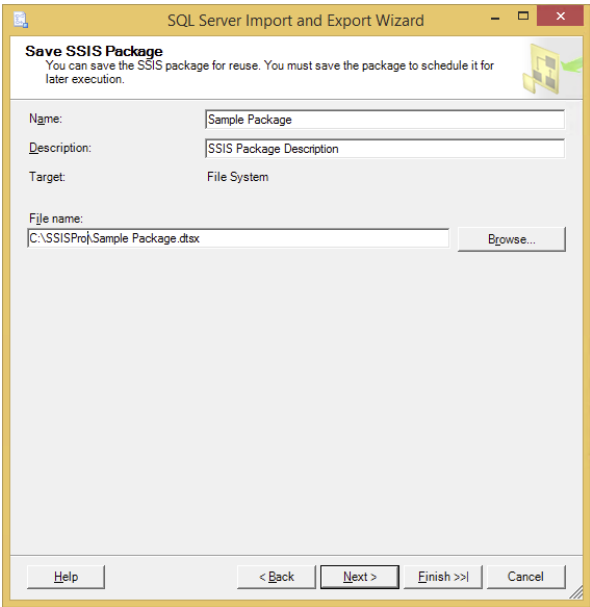 SQL Server Import and Export Wizard
Save SSIS Package
You can save the SSIS package for reuse. You must save the package to schedule it for
later execution.
Name:
Sample Package
Description:
SSIS Package Description
Target:
File System
File name:
C:\SSISProj\Sample Package.dtsx
Browse...
Help
< Back
Next >
Finish >>|
Cancel